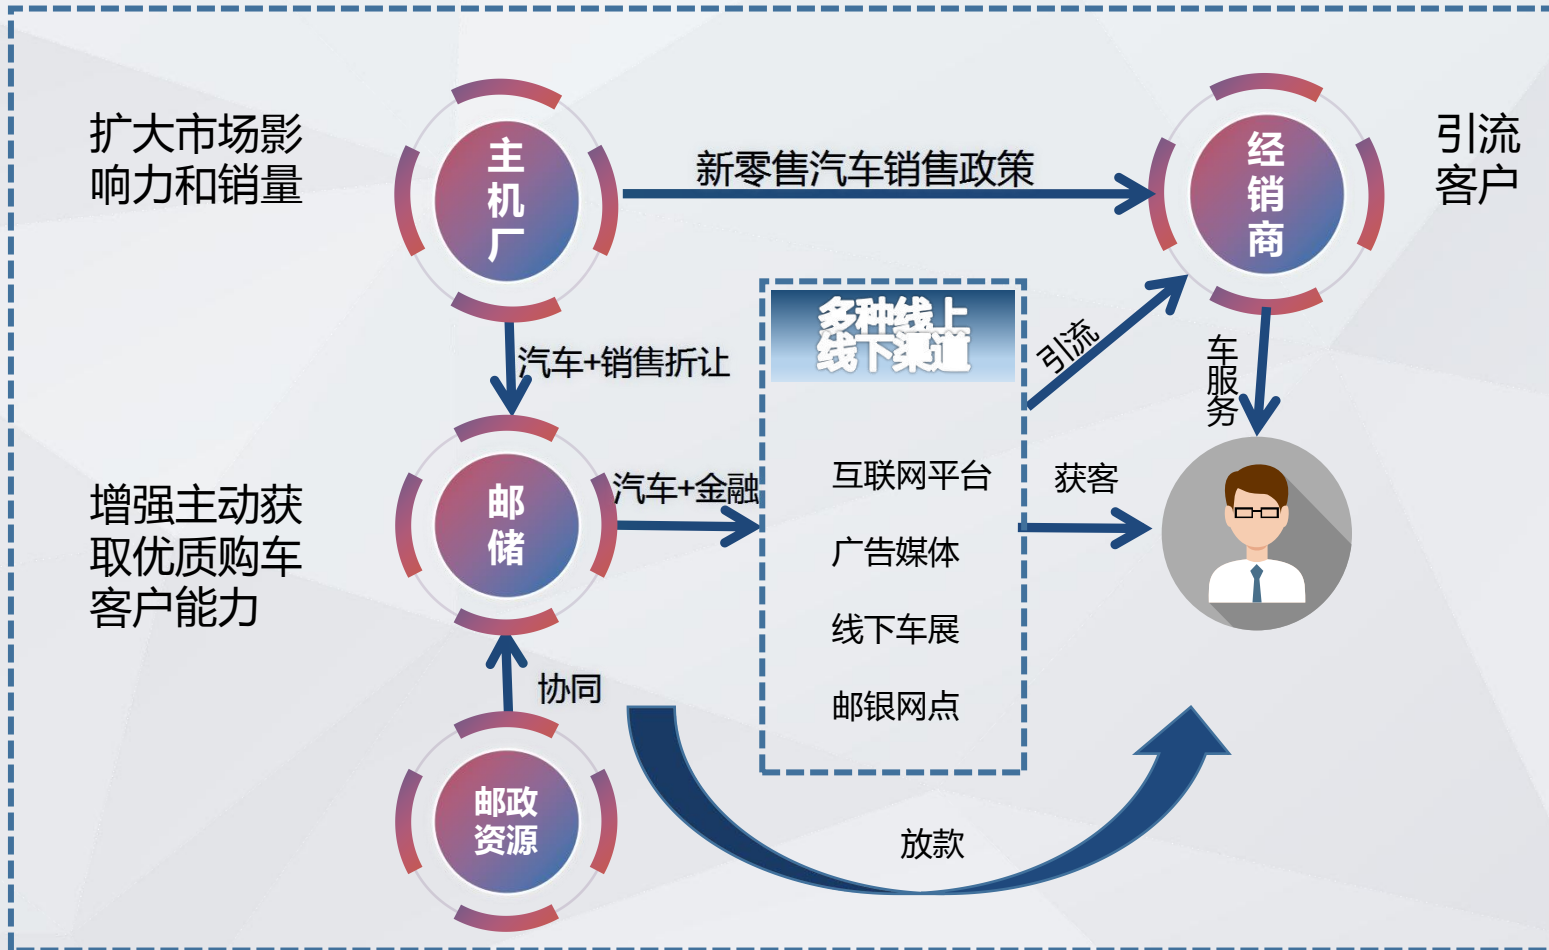 扩大市场影
响力和销量
主
机
厂
新零售汽车销售政策
经
销
商
引流
客户
汽车+销售折让
多种线上
线下渠道
引流
车
服
务
增强主动获
取优质购车
客户能力
邮
储
汽车+金融
互联网平台
广告媒体
线下车展
邮银网点
获客
协同
邮政
资源
放款